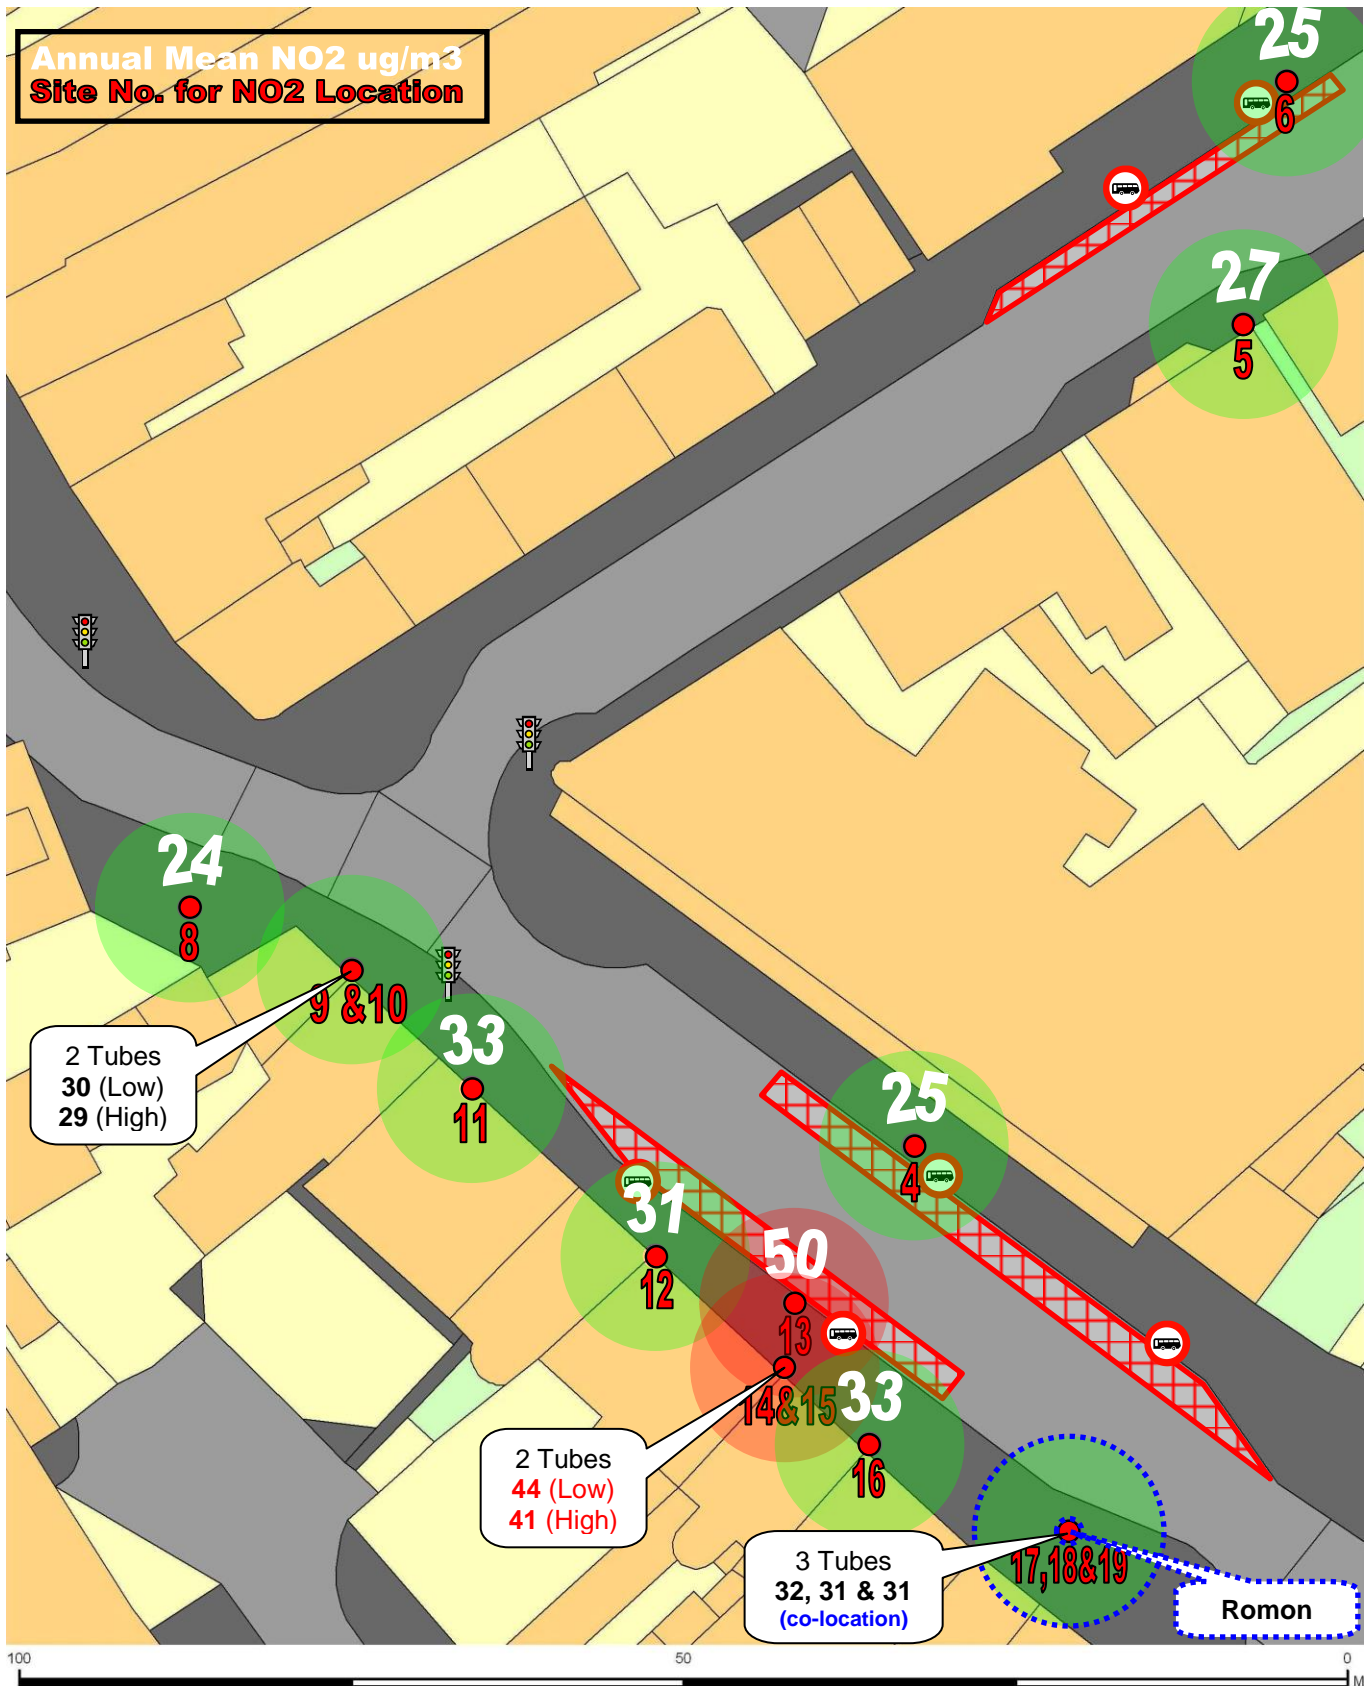 Annual Mean NO2 ug/m3
Site No. for NO2 Location
25
6
27
5
24
8
9 &10
2 Tubes
30 (Low)
29 (High)
33
11
25
4
31
12
50
13
14&15
33
16
2 Tubes
44 (Low)
41 (High)
3 Tubes
32, 31 & 31
(co-location)
17,18&19
Romon
100
50
0
M